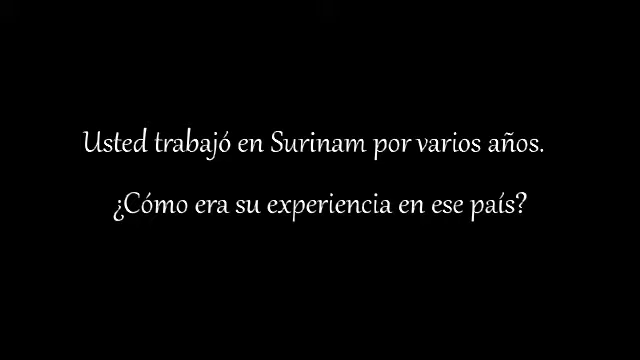 Usted trabajó en Surinam por varios años.
¿Cómo era su experiencia en ese país?